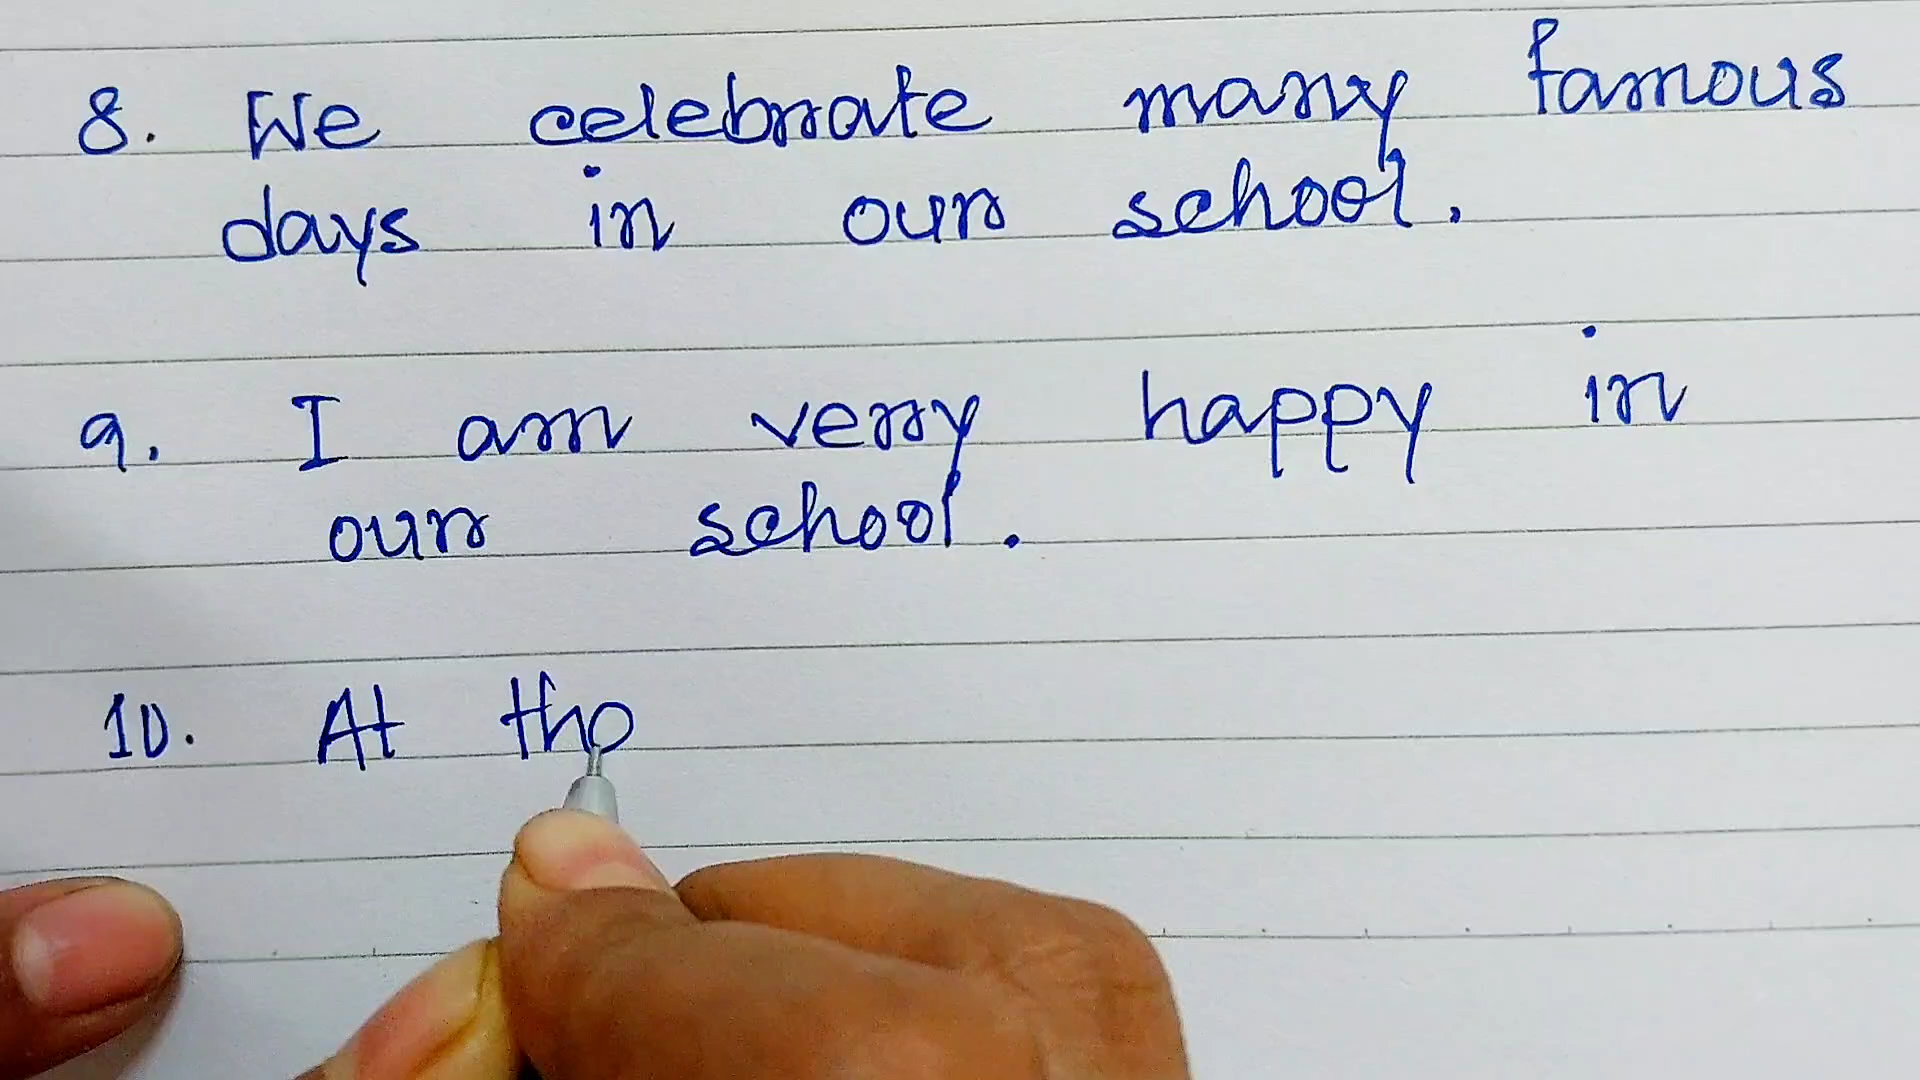 8. We celebrate many famous
days in our school.
9. I am very happy in
our school.
10. At tho